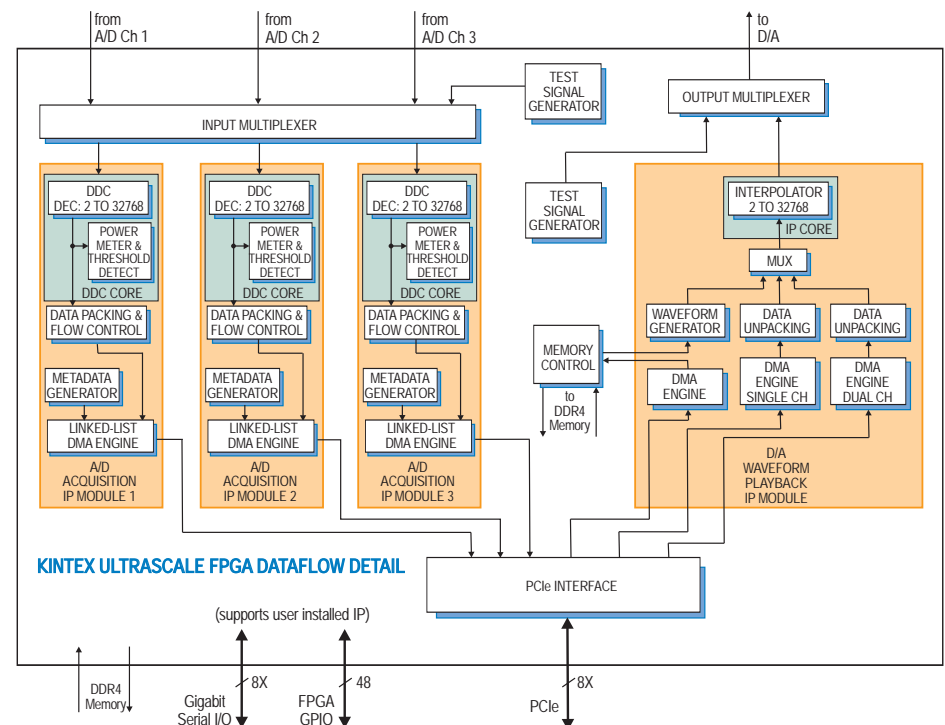 from
A/D Ch 1
from
A/D Ch 2
from
A/D Ch 3
to
D/A
TEST
SIGNAL
GENERATOR
OUTPUT MULTIPLEXER
INPUT MULTIPLEXER
DDC
DEC: 2 TO 32768
POWER
METER &
THRESHOLD
DETECT
DDC CORE
DATA PACKING &
FLOW CONTROL
METADATA
GENERATOR
LINKED-LIST
DMA ENGINE
A/D
ACQUISITION
IP MODULE 1
DDC
DEC: 2 TO 32768
POWER
METER &
THRESHOLD
DETECT
DDC CORE
DATA PACKING &
FLOW CONTROL
METADATA
GENERATOR
LINKED-LIST
DMA ENGINE
A/D
ACQUISITION
IP MODULE 2
DDC
DEC: 2 TO 32768
POWER
METER &
THRESHOLD
DETECT
DDC CORE
DATA PACKING &
FLOW CONTROL
METADATA
GENERATOR
LINKED-LIST
DMA ENGINE
A/D
ACQUISITION
IP MODULE 3
TEST
SIGNAL
GENERATOR
INTERPOLATOR
2 TO 32768
IP CORE
MUX
WAVEFORM
GENERATOR
DATA
UNPACKING
DATA
UNPACKING
MEMORY
CONTROL
to
DDR4
Memory
DMA
ENGINE
DMA
ENGINE
SINGLE CH
DMA
ENGINE
DUAL CH
D/A
WAVEFORM
PLAYBACK
IP MODULE
KINTEX ULTRASCALE FPGA DATAFLOW DETAIL
PCIe INTERFACE
(supports user installed IP)
DDR4
Memory
8X
Gigabit
Serial I/O
48
FPGA
GPIO
8X
PCIe